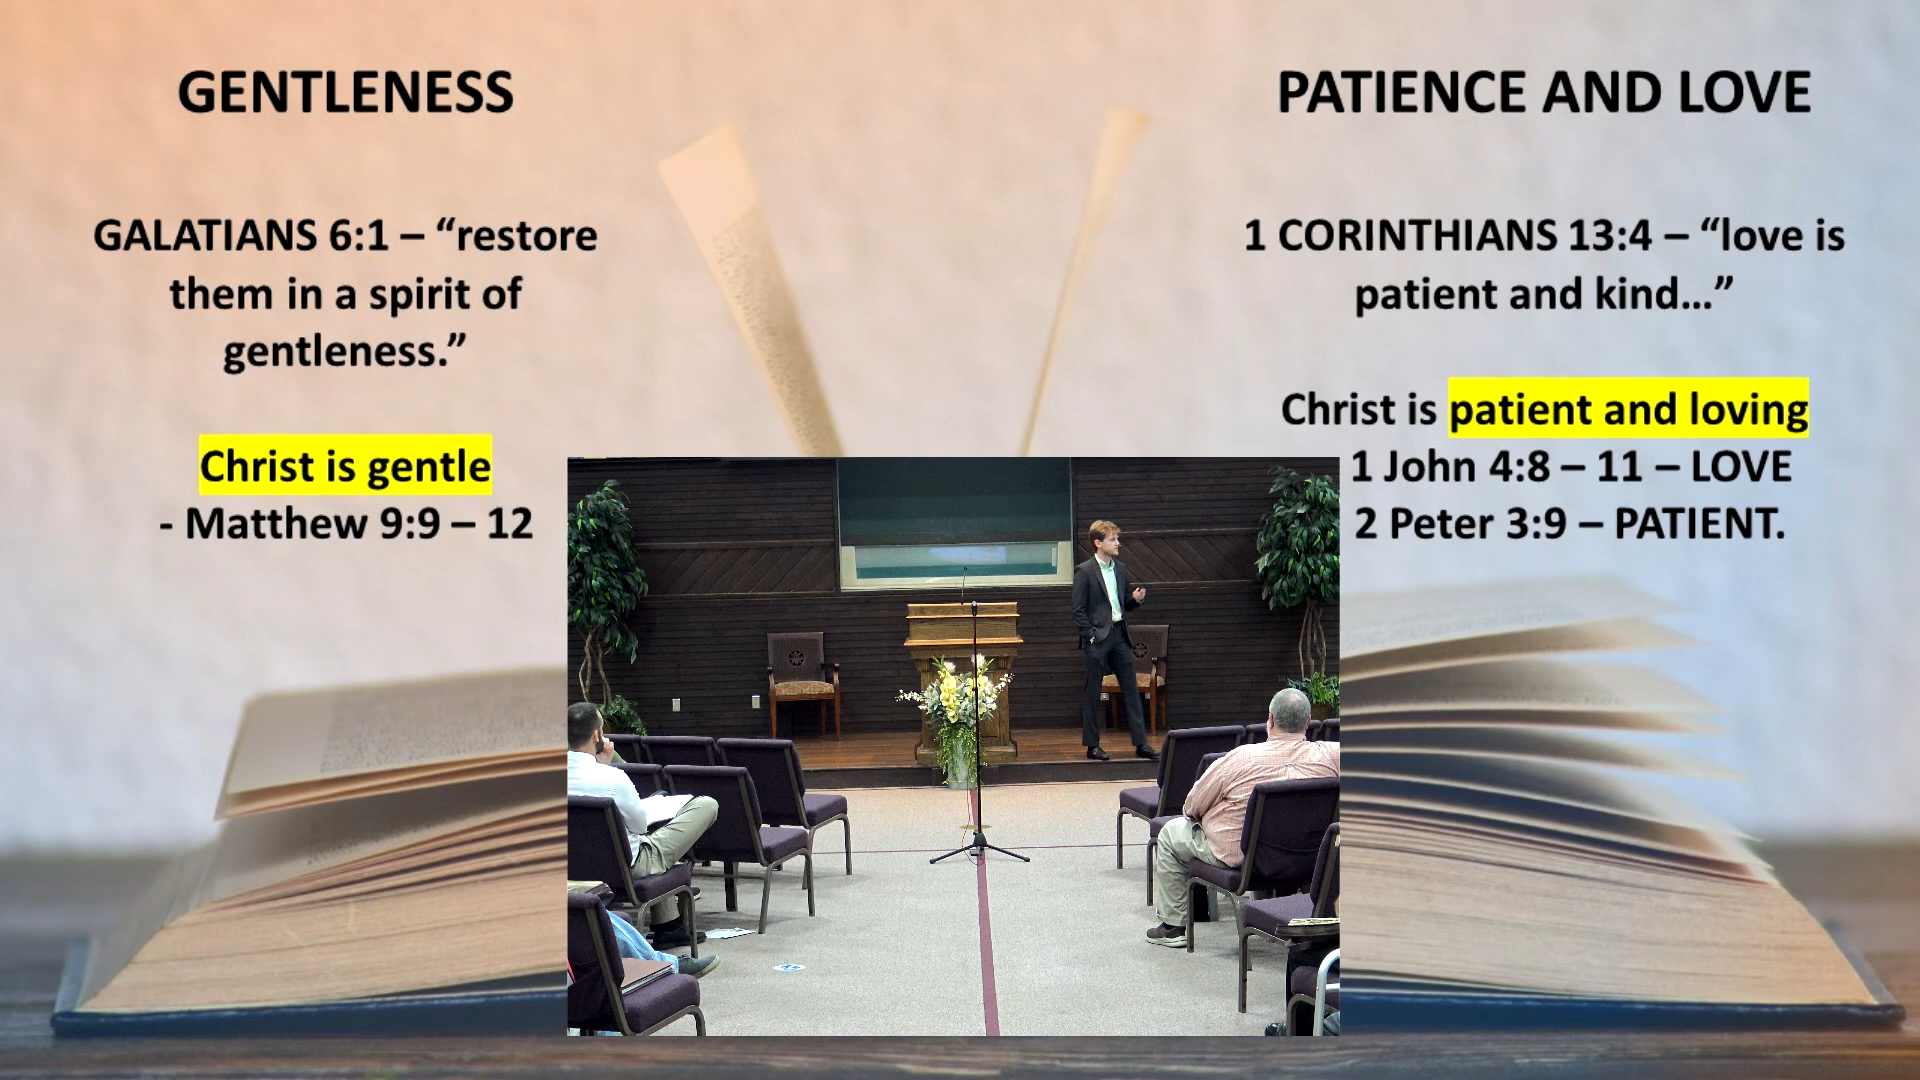 GENTLENESS
GALATIANS 6:1 – “restore
them in a spirit of
gentleness.”
Christ is gentle
- Matthew 9:9 – 12
PATIENCE AND LOVE
1 CORINTHIANS 13:4 – “love is
patient and kind…”
Christ is patient and loving
1 John 4:8 – 11 – LOVE
2 Peter 3:9 – PATIENT.